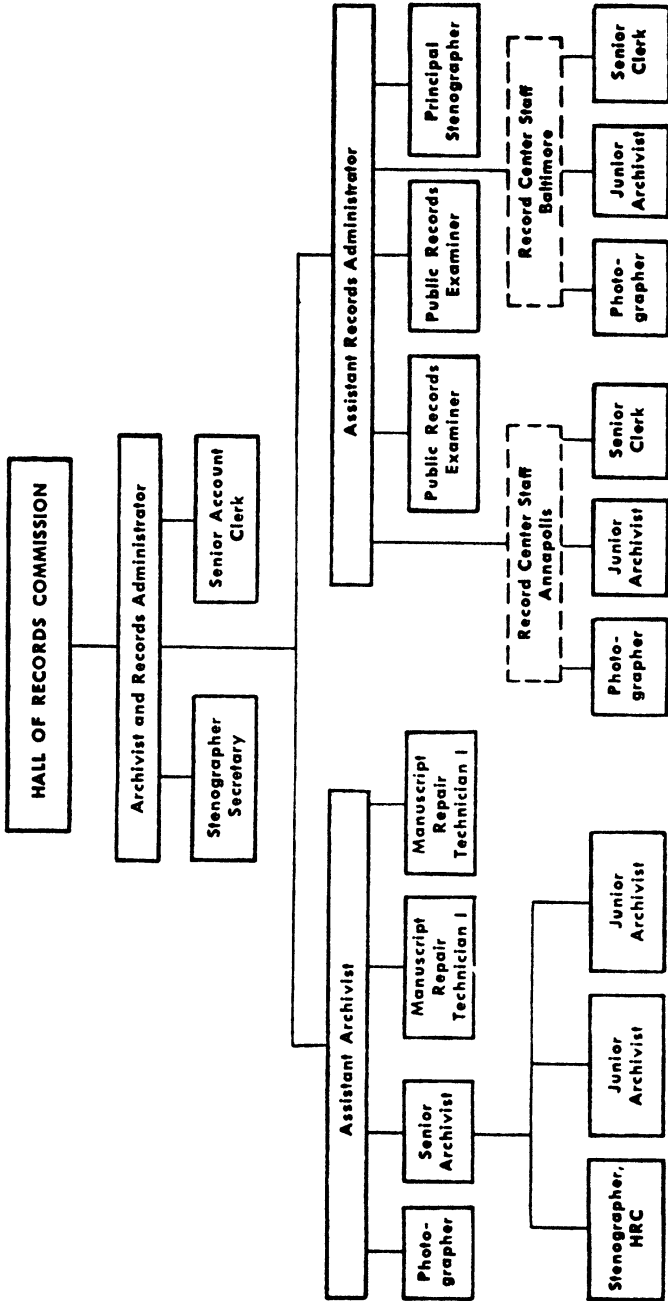 HALL OF RECORDS COMMISSION
Archivist and Records Administrator
Stenographer
Secretary
Senior Account
Clerk
Assistant Archivist
Photo-
grapher
Senior
Archivist
Manuscript
Repair
Technician I
Manuscript
Repair
Technician I
Stenographer,
HRC
Junior
Archivist
Junior
Archivist
Assistant Records Administrator
Public Records
Examiner
Public Records
Examiner
Principal
Stenographer
Record Center Staff
Annapolis
Photo-
grapher
Junior
Archivist
Senior
Clerk
Record Center Staff
Baltimore
Photo-
grapher
Junior
Archivist
Senior
Clerk